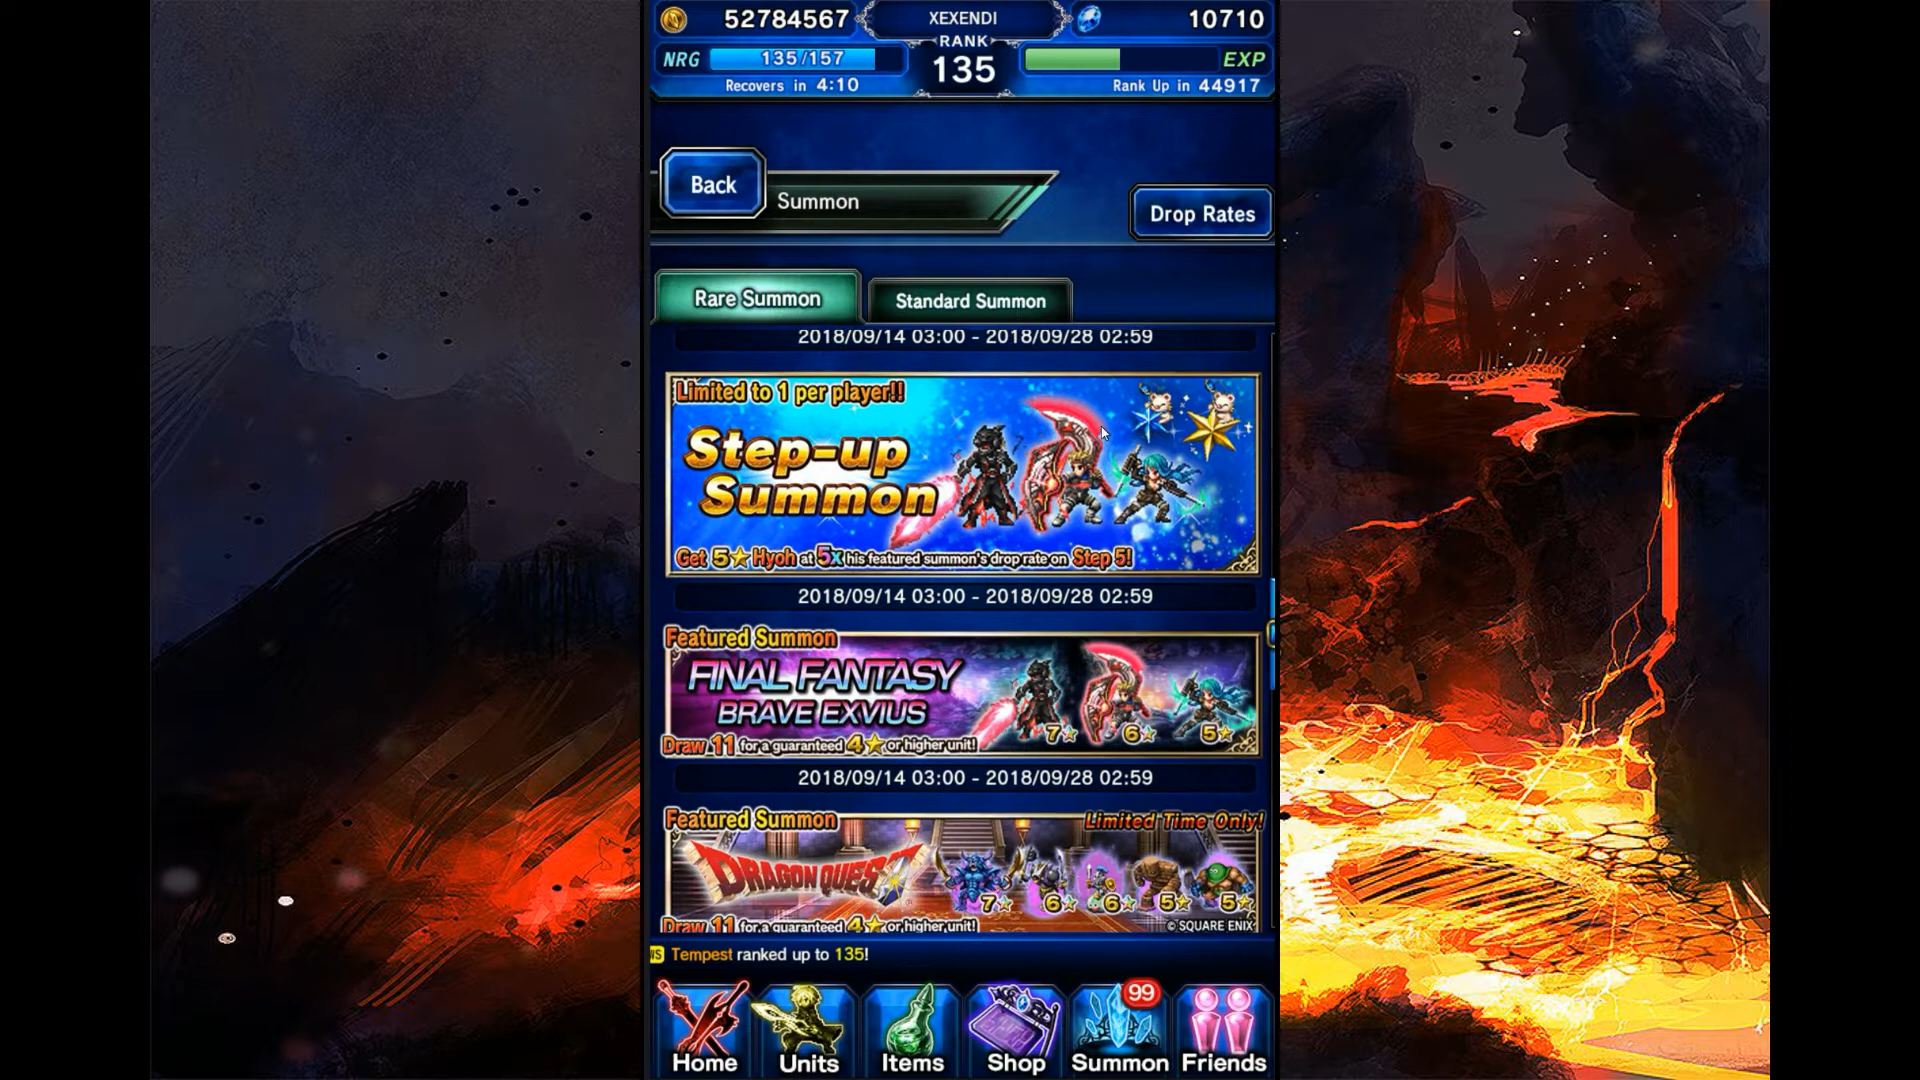 52784567
XEXENDI
10710
NRG
135/157
RANK
135
EXP
Recovers in 4:10
Rank Up in 44917
Back
Summon
Drop Rates
Rare Summon
Standard Summon
2018/09/14 03:00 - 2018/09/28 02:59
Limited to 1 per player!!
Step-up
Summon
Get 5★ Hyoh at 5x his featured summon's drop rate on Step 5!
2018/09/14 03:00 - 2018/09/28 02:59
Featured Summon
FINAL FANTASY
BRAVE EXVIUS
7★ 6★ 5★
Draw 11 for a guaranteed 4★ or higher unit!
2018/09/14 03:00 - 2018/09/28 02:59
Featured Summon
Limited Time Only!
DRAGON QUEST
7★ 6★ 6★ 5★ 5★
Draw 11 for a guaranteed 4★ or higher unit!
© SQUARE ENIX
Tempest ranked up to 135!
99
Home
Units
Items
Shop
Summon
Friends